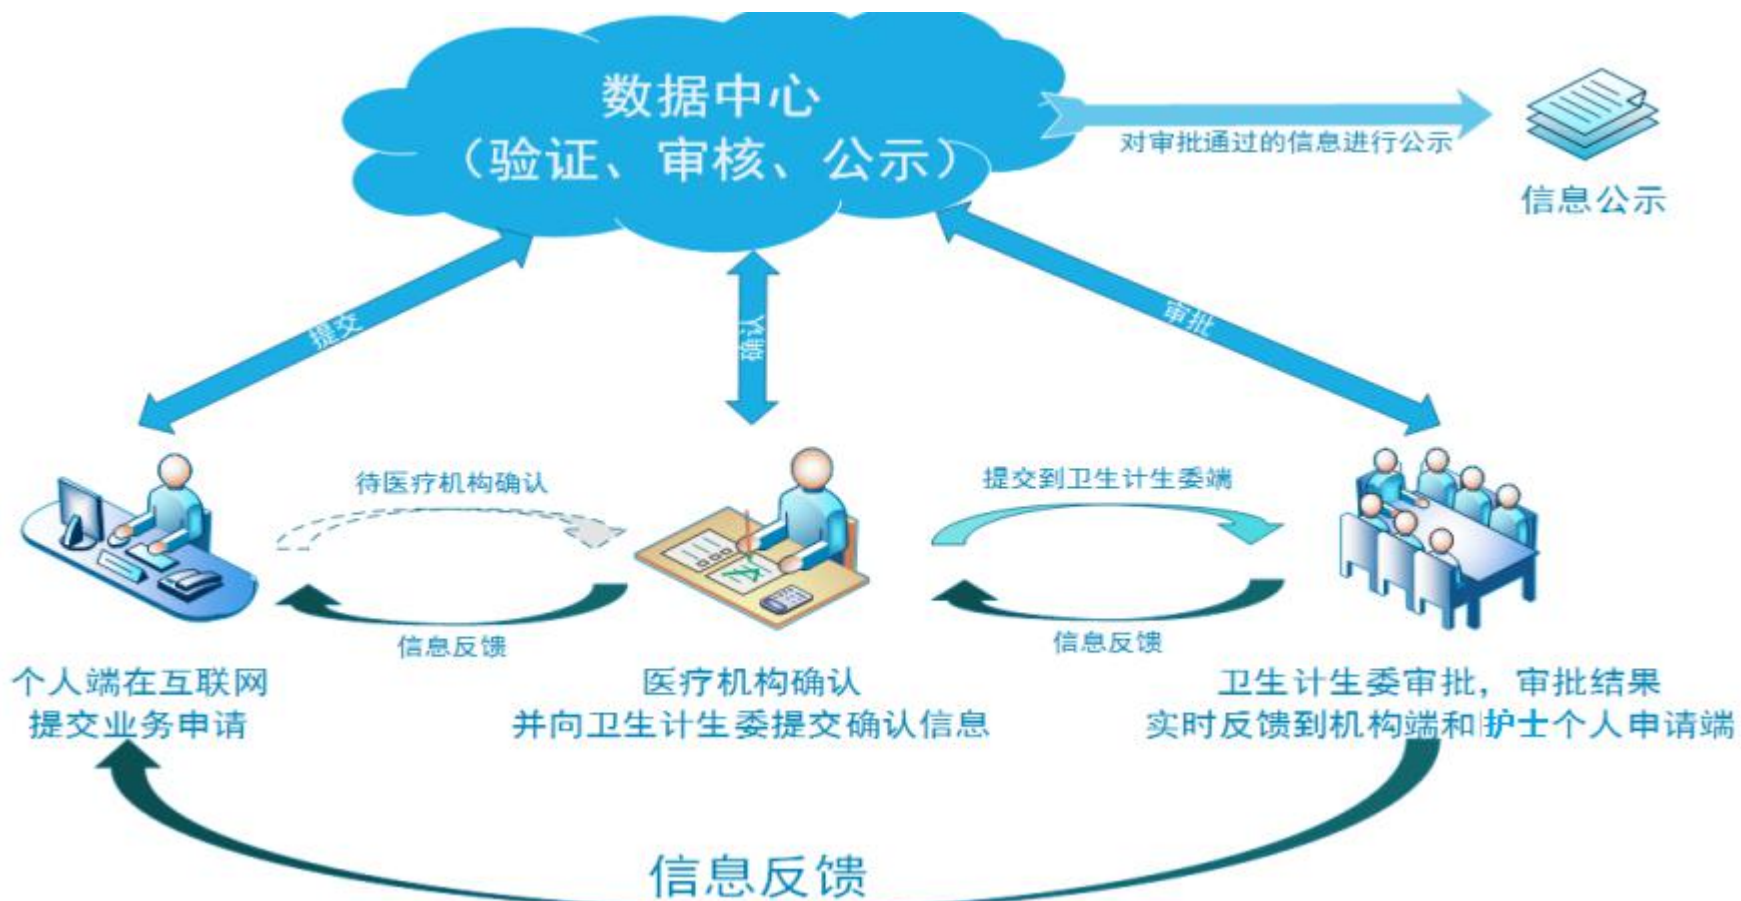 数据中心
（验证、审核、公示）
对审批通过的信息进行公示
信息公示
提交
确认
审批
待医疗机构确认
提交到卫生计生委端
信息反馈
信息反馈
个人端在互联网
提交业务申请
医疗机构确认
并向卫生计生委提交确认信息
卫生计生委审批，审批结果
实时反馈到机构端和护士个人申请端
信息反馈